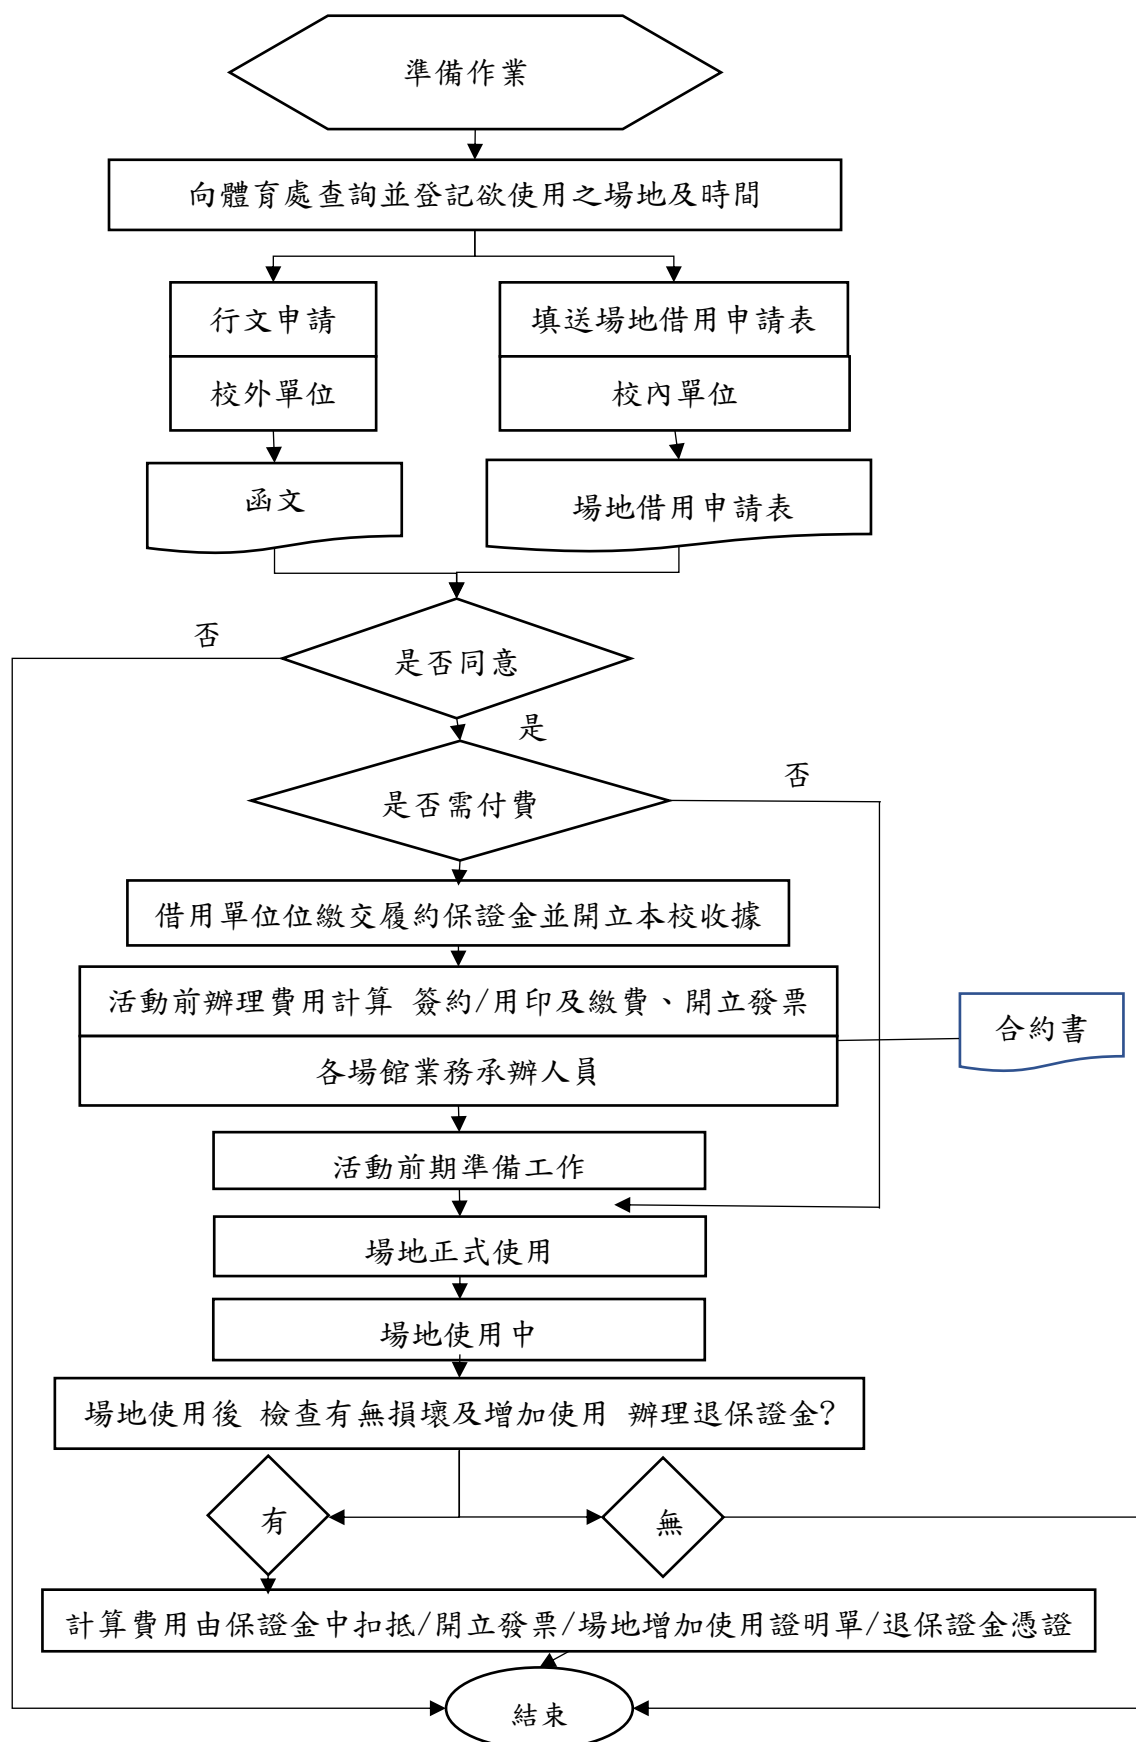 準備作業
向體育處查詢並登記欲使用之場地及時間
行文申請
校外單位
填送場地借用申請表
校內單位
函文
場地借用申請表
否
是否同意
是
是否需付費
否
借用單位位繳交履約保證金並開立本校收據
活動前辦理費用計算 簽約/用印及繳費、開立發票
各場館業務承辦人員
合約書
活動前期準備工作
場地正式使用
場地使用中
場地使用後 檢查有無損壞及增加使用 辦理退保證金?
有
無
計算費用由保證金中扣抵/開立發票/場地增加使用證明單/退保證金憑證
結束